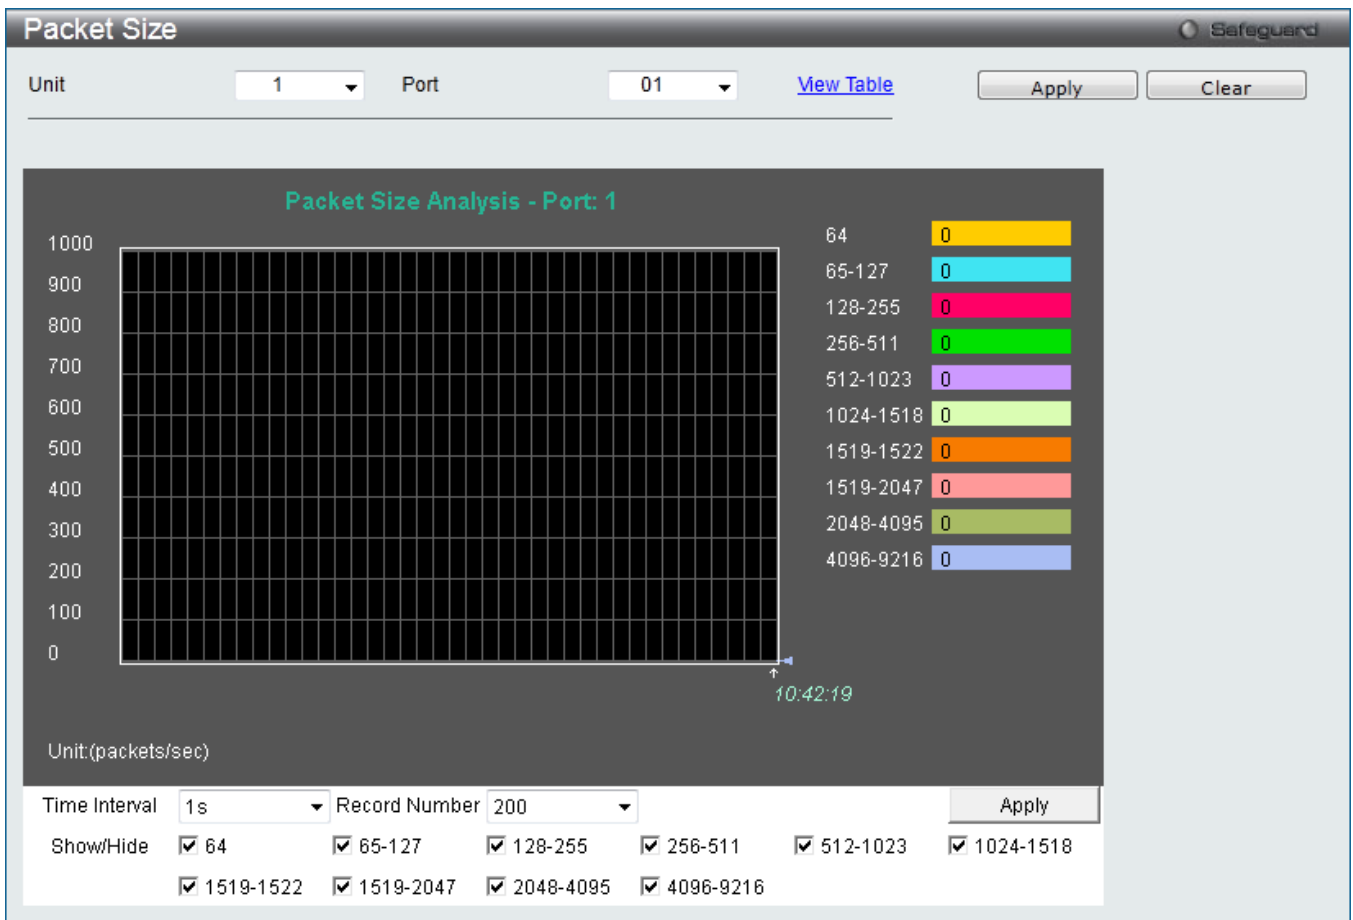 Packet Size
Safeguard
Unit 1 Port 01 View Table Apply Clear
Packet Size Analysis - Port: 1
1000
900
800
700
600
500
400
300
200
100
0
10:42:19
Unit:(packets/sec)
64 0
65-127 0
128-255 0
256-511 0
512-1023 0
1024-1518 0
1519-1522 0
1519-2047 0
2048-4095 0
4096-9216 0
Time Interval 1s Record Number 200 Apply
Show/Hide 64 65-127 128-255 256-511 512-1023 1024-1518
1519-1522 1519-2047 2048-4095 4096-9216